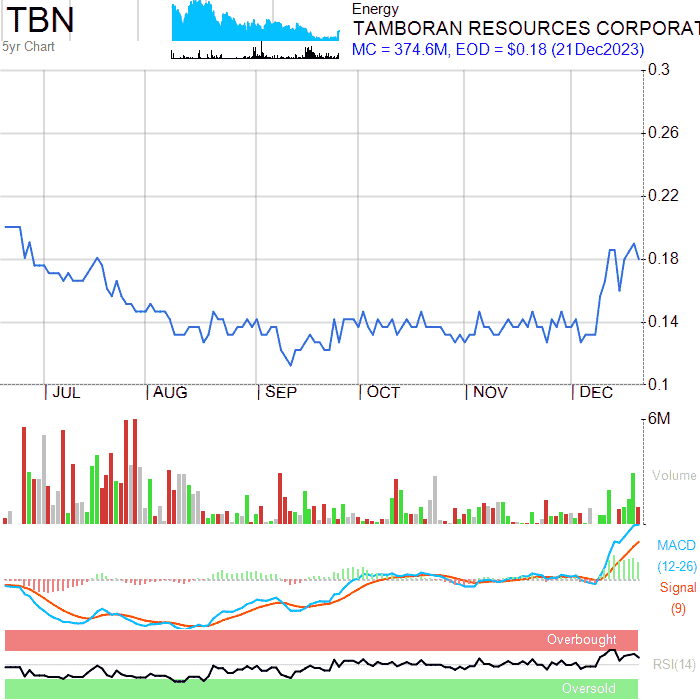 TBN
5yr Chart
Energy
TAMBORAN RESOURCES CORPORAT
MC = 374.6M, EOD = $0.18 (21Dec2023)
0.3
0.26
0.22
0.18
0.14
0.1
JUL AUG SEP OCT NOV DEC
6M
Volume
MACD
(12-26)
Signal
(9)
Overbought
RSI(14)
Oversold